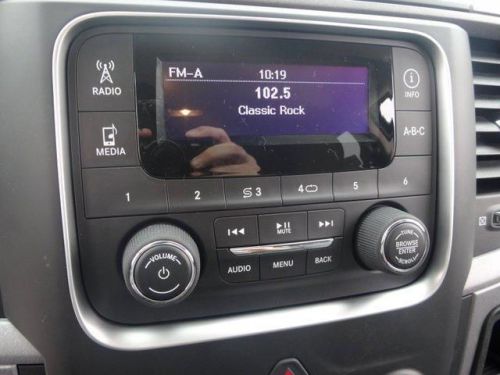 FM-A 10:19
102.5
Classic Rock
RADIO
MEDIA
INFO
A-B-C
1 2 3 4 5 6
MUTE
AUDIO MENU BACK
VOLUME
TUNE
BROWSE
ENTER
SCROLL